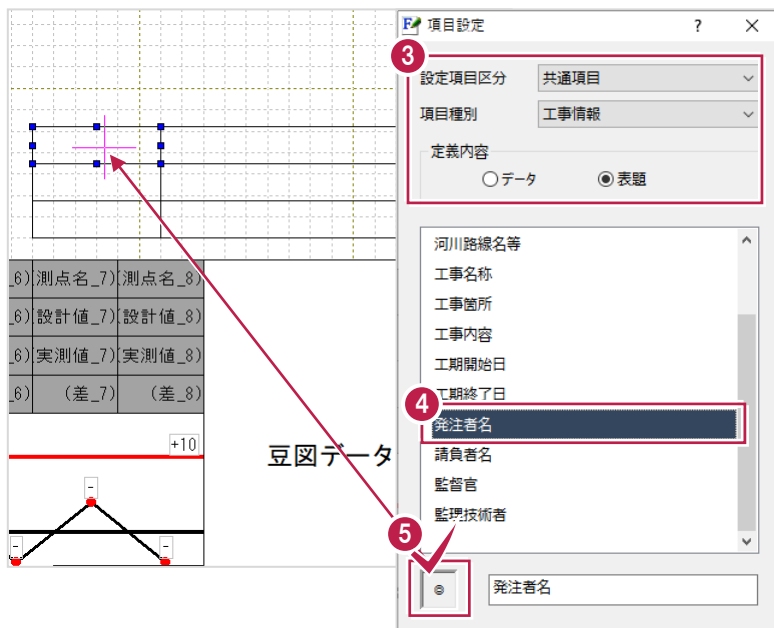 項目設定
?
3
設定項目区分
共通項目
項目種別
工事情報
定義内容
データ
表題
河川路線名等
工事名称
工事箇所
工事内容
工期開始日
工期終了日
4
発注者名
請負者名
監督官
監理技術者
5
発注者名
_6) (測点名_7) (測点名_8)
_6) (設計値_7) (設計値_8)
_6) (実測値_7) (実測値_8)
_6) (差_7) (差_8)
+10
豆図データ
-
-
-